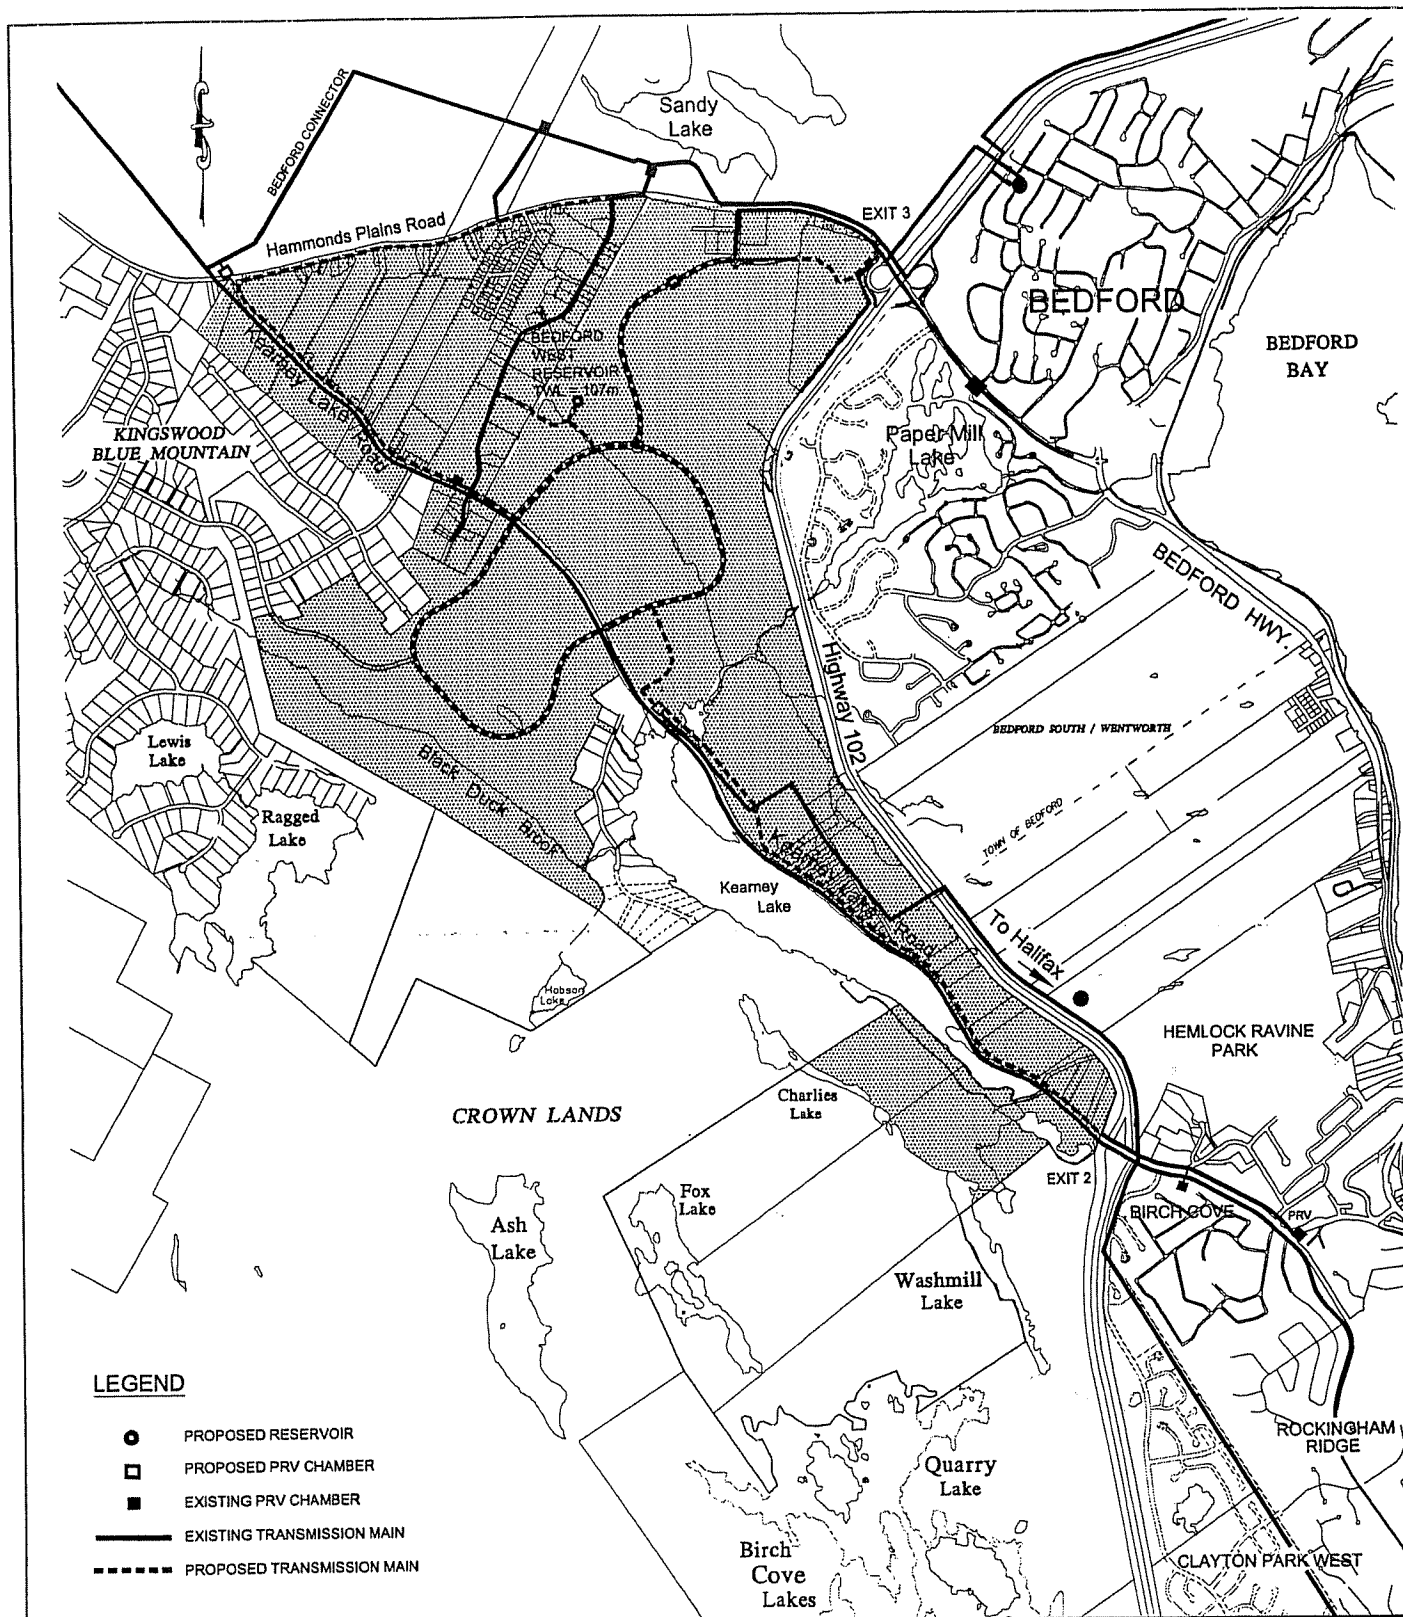 Sandy
Lake
BEDFORD CONNECTOR
EXIT 3
Hammonds Plains Road
BEDFORD
BEDFORD
BAY
BEDFORD
WEST
RESERVOIR
TWL = 107m
Kearney Lake Road
KINGSWOOD
BLUE MOUNTAIN
Paper Mill
Lake
BEDFORD HWY.
Highway 102
BEDFORD SOUTH / WENTWORTH
Lewis
Lake
Black Duck Brook
Ragged
Lake
TOWN OF BEDFORD
Kearney Lake Road
Kearney
Lake
To Halifax
Hobson
Lake
HEMLOCK RAVINE
PARK
Charlies
Lake
CROWN LANDS
EXIT 2
Fox
Lake
BIRCH COVE
PRV
Ash
Lake
Washmill
Lake
LEGEND
PROPOSED RESERVOIR
PROPOSED PRV CHAMBER
EXISTING PRV CHAMBER
EXISTING TRANSMISSION MAIN
PROPOSED TRANSMISSION MAIN
ROCKINGHAM
RIDGE
Quarry
Lake
Birch
Cove
Lakes
CLAYTON PARK WEST